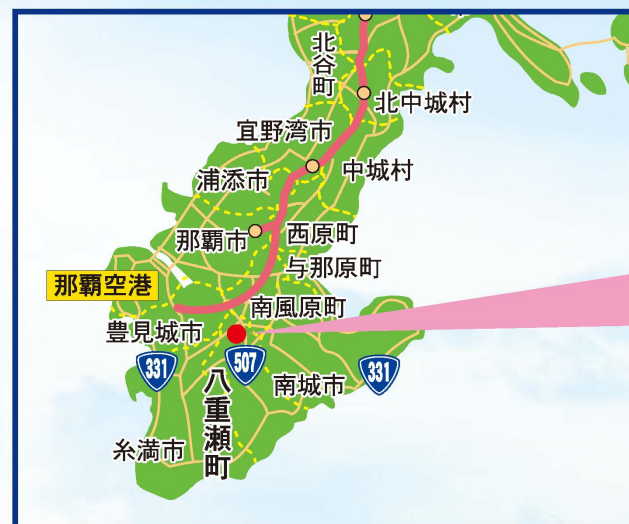 北谷町
北中城村
宜野湾市
中城村
浦添市
那覇市
西原町
与那原町
那覇空港
南風原町
豊見城市
331
507
331
南城市
八重瀬町
糸満市